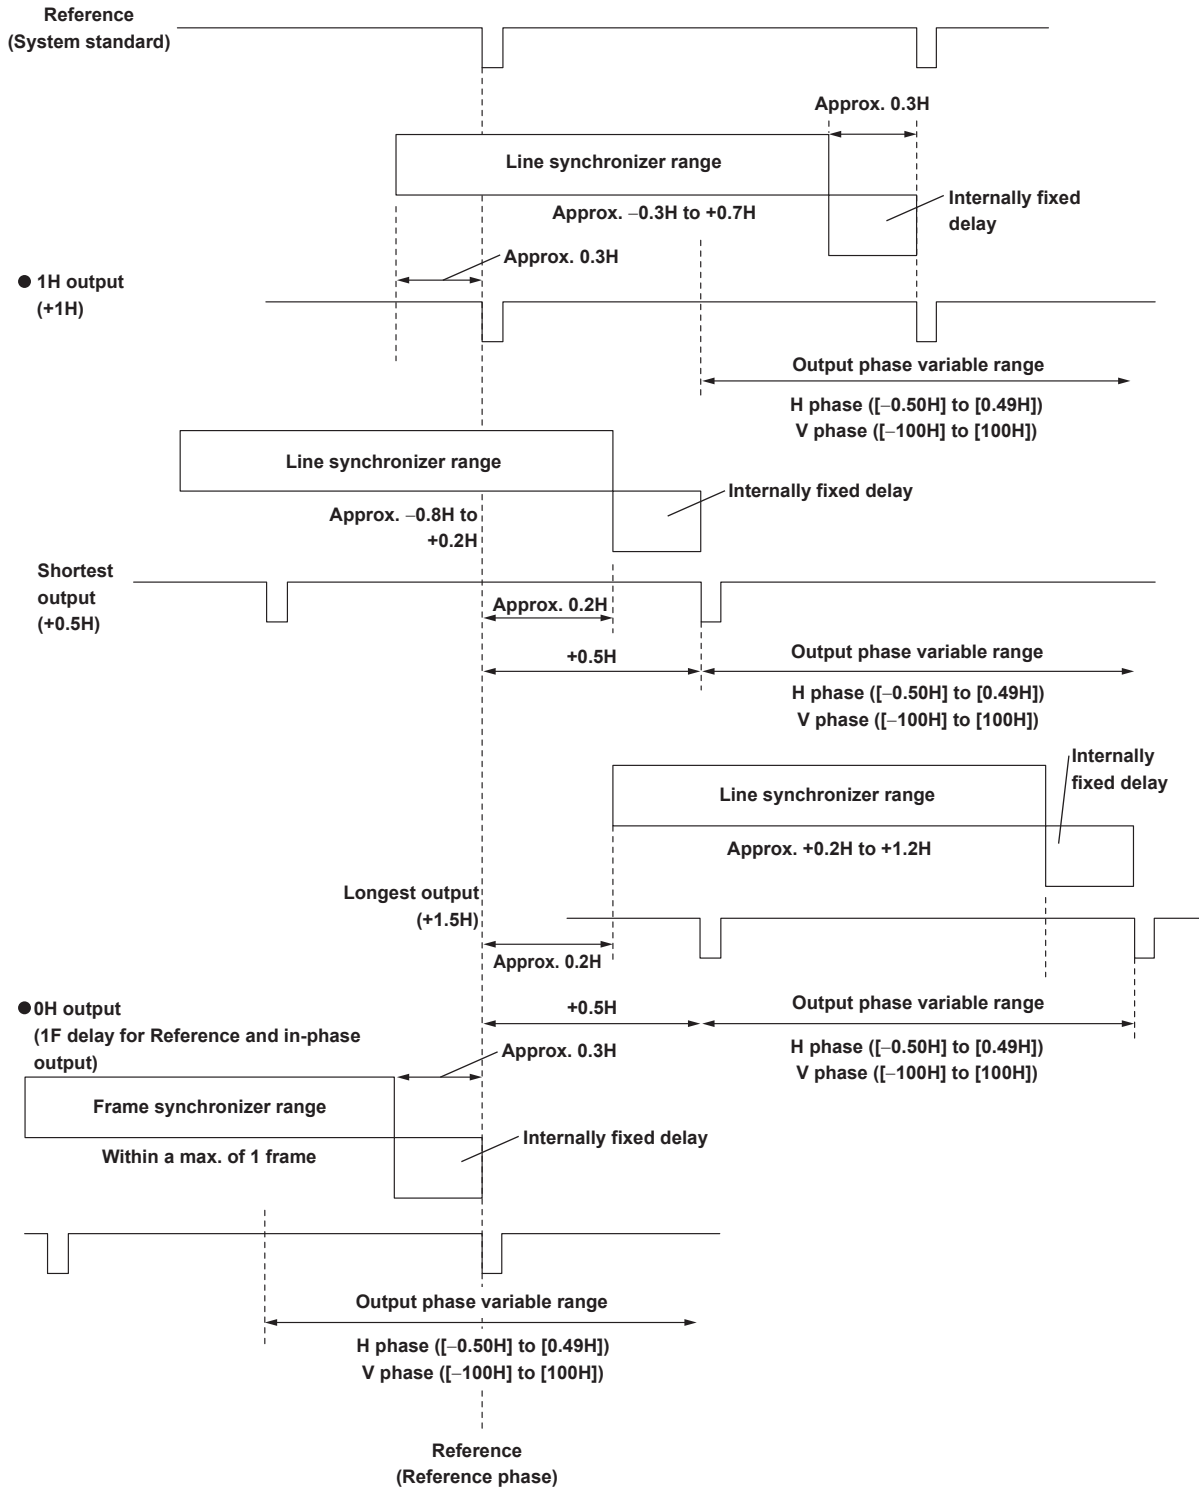 Reference
(System standard)
Approx. 0.3H
Line synchronizer range
Internally fixed
delay
Approx. −0.3H to +0.7H
Approx. 0.3H
● 1H output
(+1H)
Output phase variable range
H phase ([−0.50H] to [0.49H])
V phase ([−100H] to [100H])
Line synchronizer range
Internally fixed delay
Approx. −0.8H to
+0.2H
Shortest
output
(+0.5H)
Approx. 0.2H
+0.5H
Output phase variable range
H phase ([−0.50H] to [0.49H])
V phase ([−100H] to [100H])
Internally
fixed delay
Line synchronizer range
Approx. +0.2H to +1.2H
Longest output
(+1.5H)
Approx. 0.2H
+0.5H
Output phase variable range
H phase ([−0.50H] to [0.49H])
V phase ([−100H] to [100H])
● 0H output
(1F delay for Reference and in-phase
output)
Approx. 0.3H
Frame synchronizer range
Internally fixed delay
Within a max. of 1 frame
Output phase variable range
H phase ([−0.50H] to [0.49H])
V phase ([−100H] to [100H])
Reference
(Reference phase)